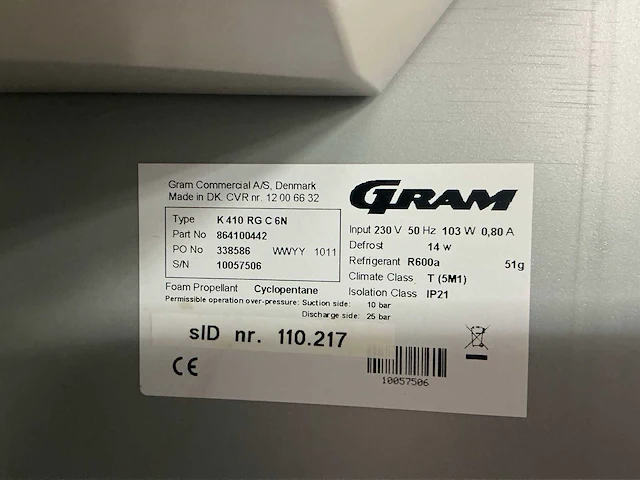 Gram Commercial A/S, Denmark
Made in DK. CVR nr. 12 00 66 32
GRAM
Type K 410 RG C 6N
Part No 864100442
PO No 338586 WWYY 1011
S/N 10057506
Input 230 V 50 Hz 103 W 0,80 A
Defrost 14 w
Refrigerant R600a 51g
Climate Class T (5M1)
Isolation Class IP21
Foam Propellant Cyclopentane
Permissible operation over-pressure: Suction side: 10 bar
Discharge side: 25 bar
sID nr. 110.217
CE
10057506